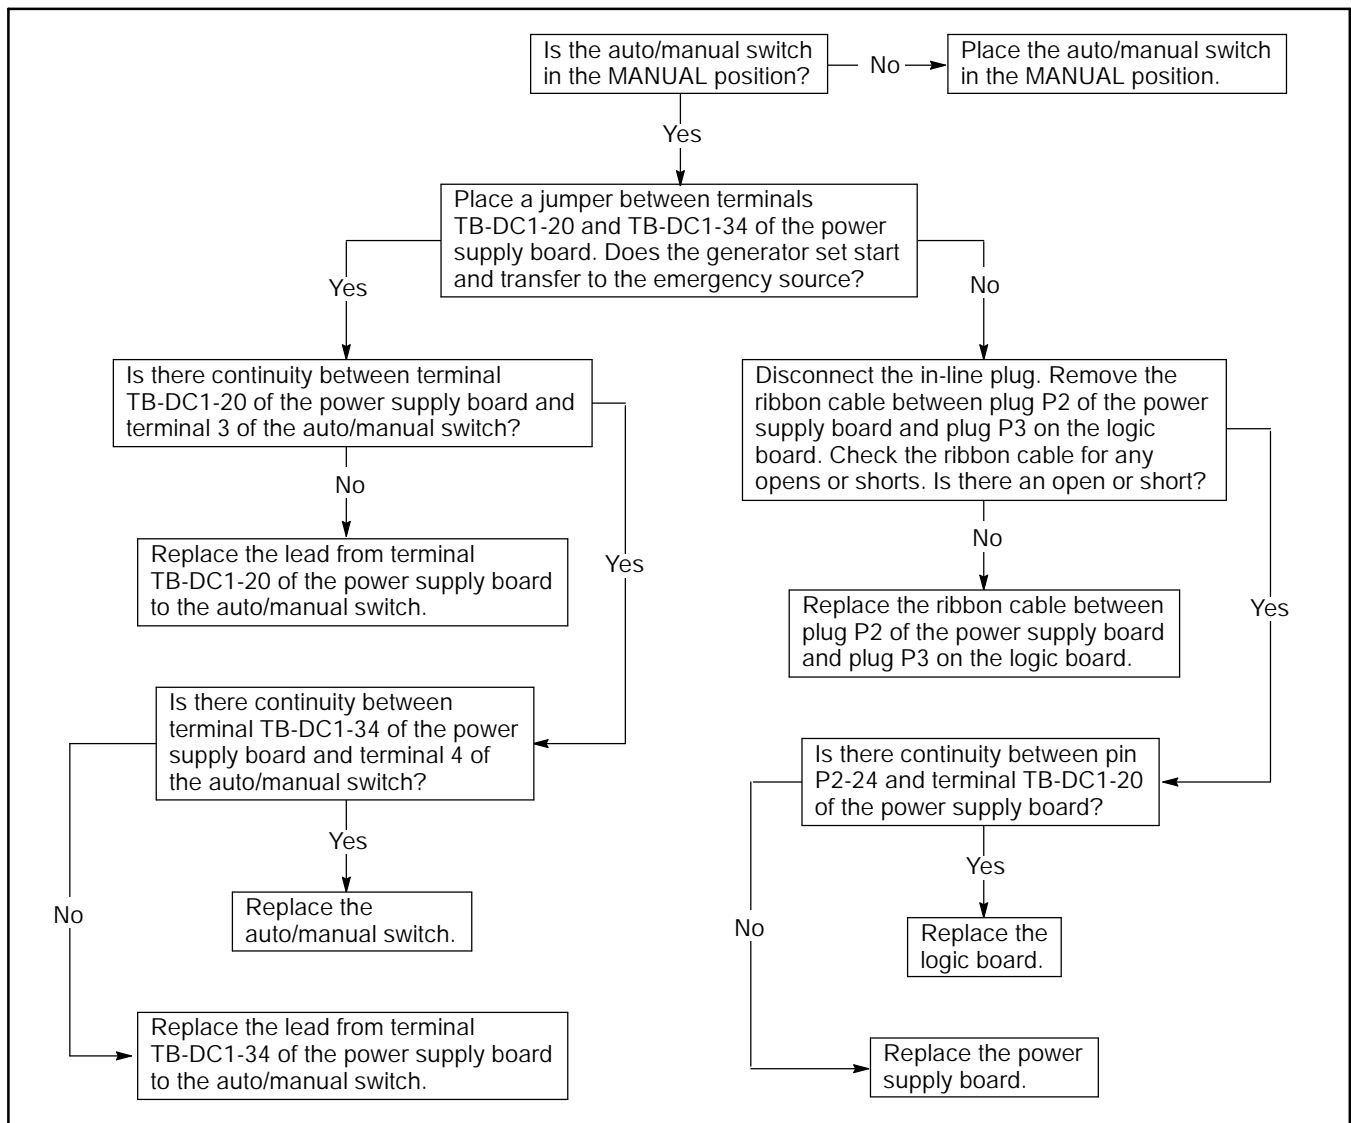 Is the auto/manual switch
in the MANUAL position?
No
Place the auto/manual switch
in the MANUAL position.
Yes
Place a jumper between terminals
TB-DC1-20 and TB-DC1-34 of the power
supply board. Does the generator set start
and transfer to the emergency source?
Yes
No
Is there continuity between terminal
TB-DC1-20 of the power supply board and
terminal 3 of the auto/manual switch?
Disconnect the in-line plug. Remove the
ribbon cable between plug P2 of the power
supply board and plug P3 on the logic
board. Check the ribbon cable for any
opens or shorts. Is there an open or short?
No
No
Replace the lead from terminal
TB-DC1-20 of the power supply board
to the auto/manual switch.
Yes
Replace the ribbon cable between
plug P2 of the power supply board
and plug P3 on the logic board.
Yes
Is there continuity between
terminal TB-DC1-34 of the power
supply board and terminal 4 of
the auto/manual switch?
Is there continuity between pin
P2-24 and terminal TB-DC1-20
of the power supply board?
Yes
Yes
No
Replace the
auto/manual switch.
No
Replace the
logic board.
Replace the lead from terminal
TB-DC1-34 of the power supply board
to the auto/manual switch.
Replace the power
supply board.